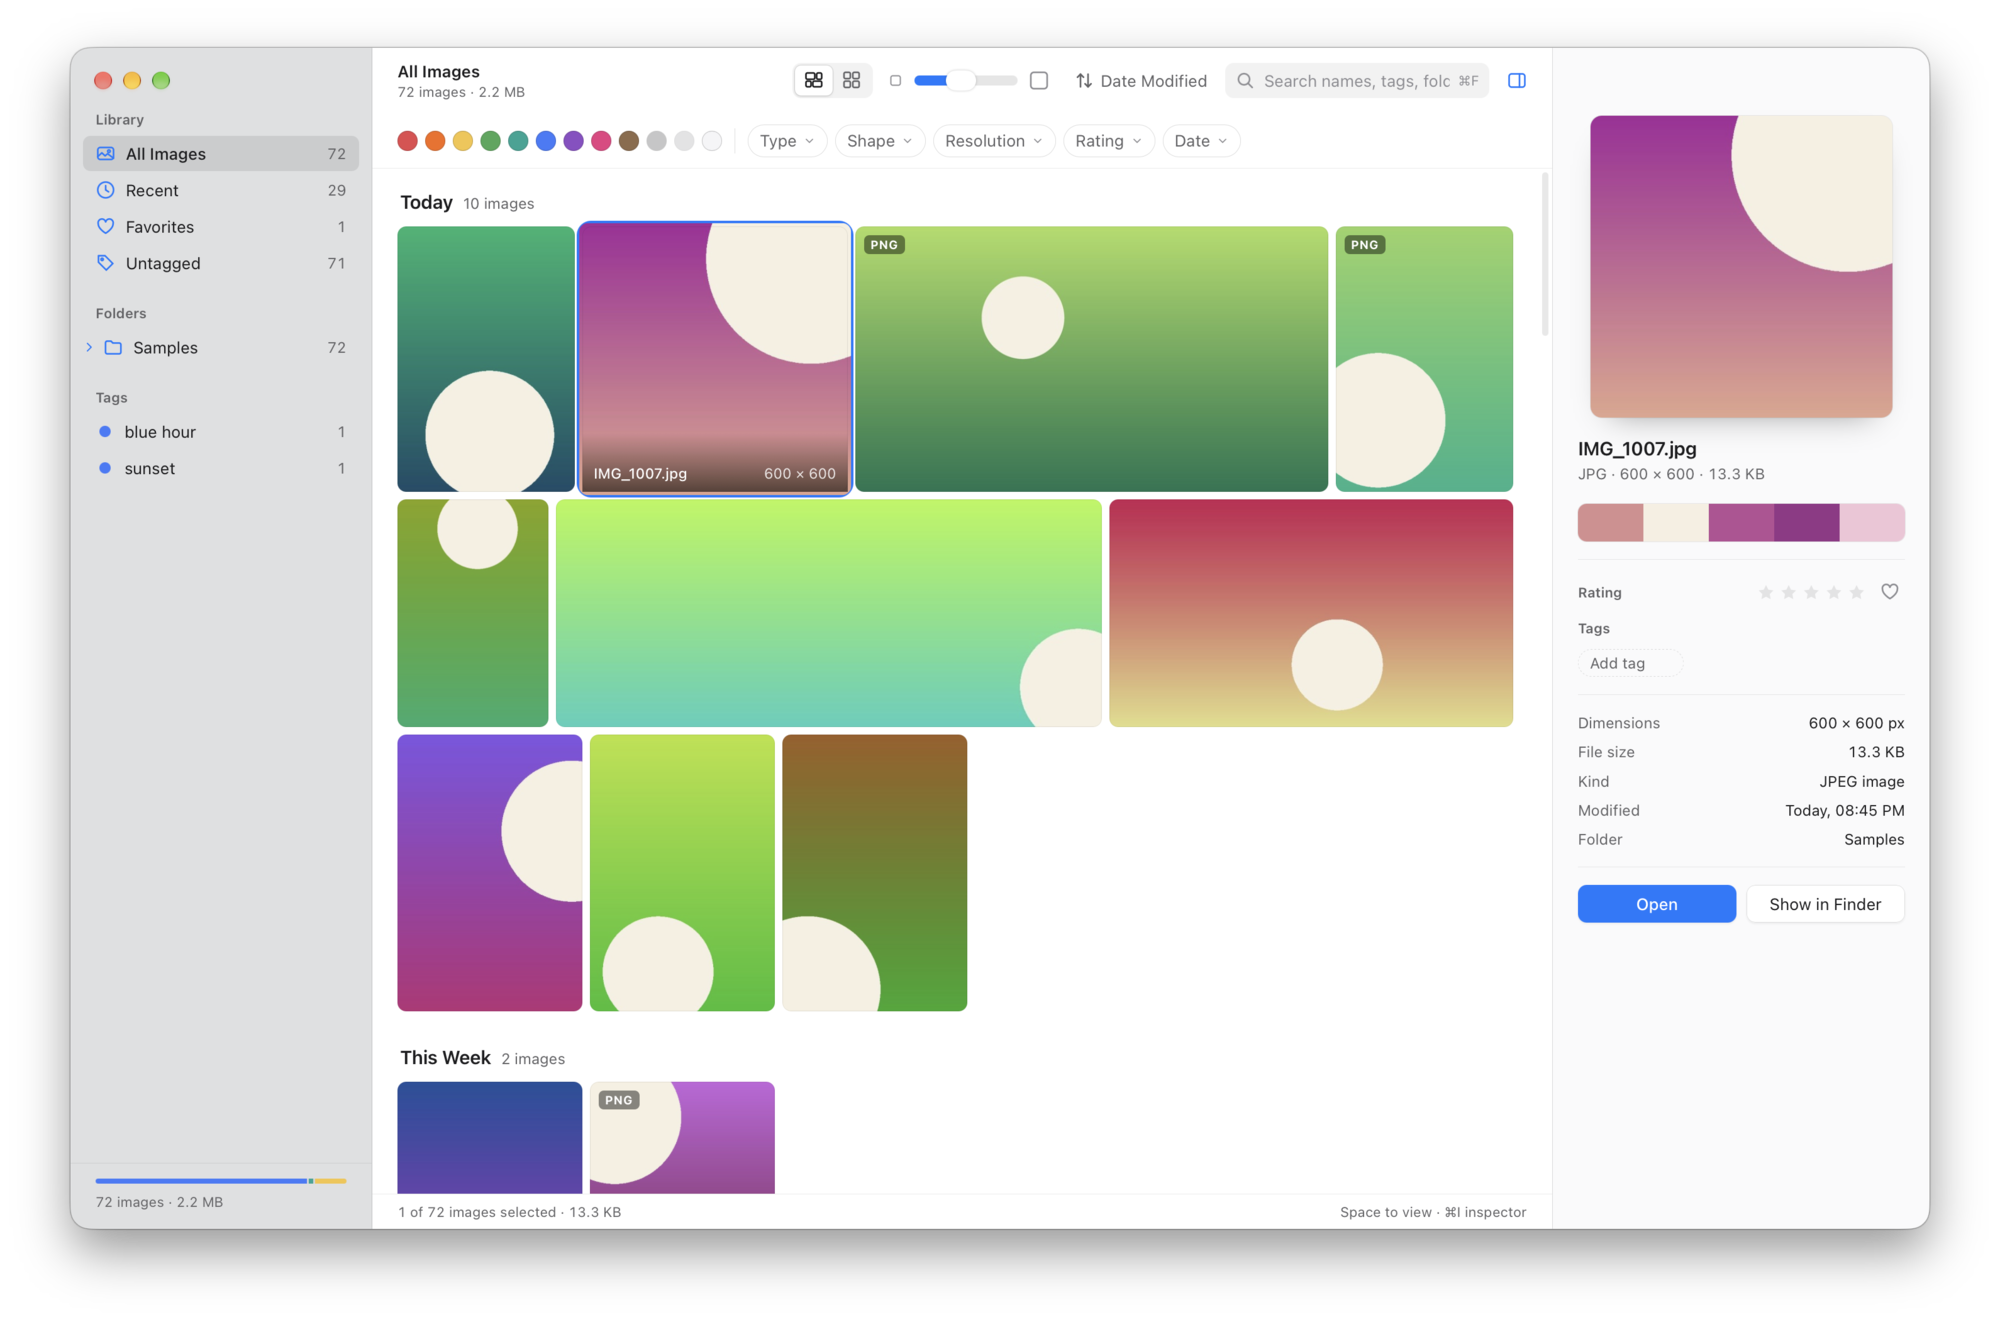 Library
All Images 72
Recent 29
Favorites 1
Untagged 71
Folders
Samples 72
Tags
blue hour 1
sunset 1
72 images · 2.2 MB
All Images
72 images · 2.2 MB
Date Modified
Search names, tags, folc ⌘F
Type
Shape
Resolution
Rating
Date
Today 10 images
IMG_1007.jpg 600 × 600
PNG
PNG
This Week 2 images
PNG
1 of 72 images selected · 13.3 KB
Space to view · ⌘I inspector
IMG_1007.jpg
JPG · 600 × 600 · 13.3 KB
Rating
Tags
Add tag
Dimensions 600 × 600 px
File size 13.3 KB
Kind JPEG image
Modified Today, 08:45 PM
Folder Samples
Open
Show in Finder